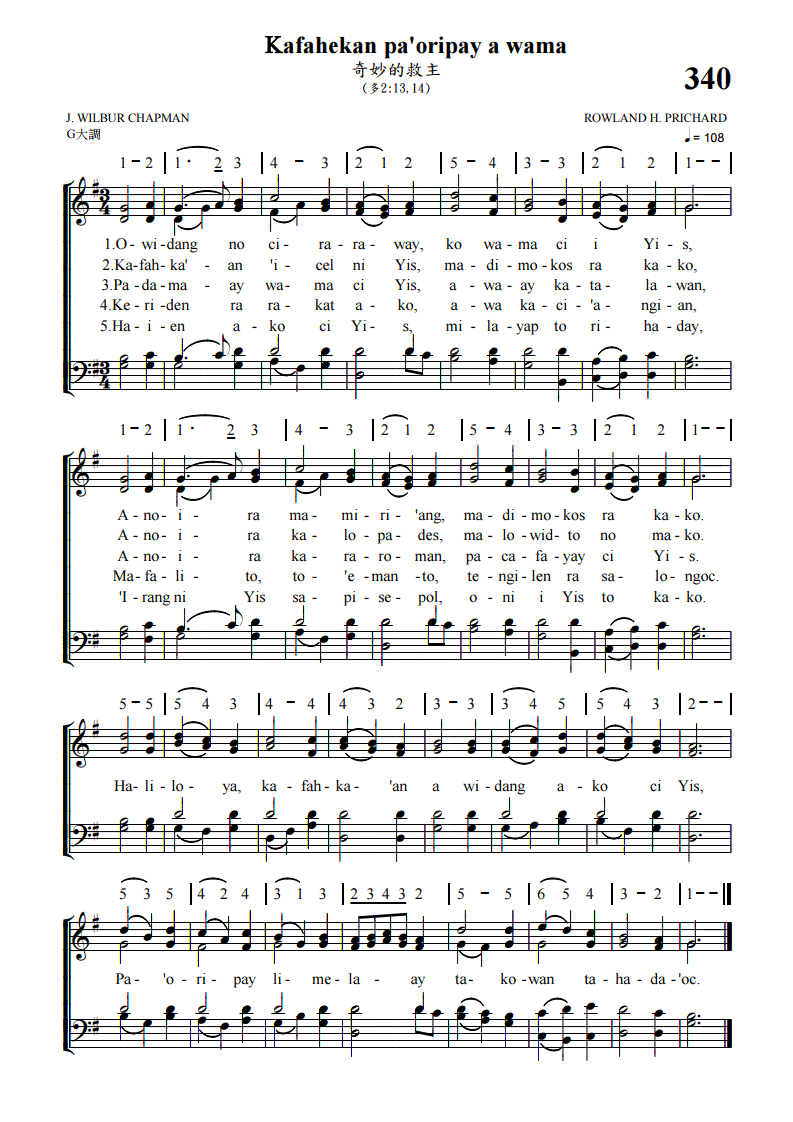 Kafahekan pa'oripay a wama
奇妙的救主
(多2:13,14)
340
J. WILBUR CHAPMAN
ROWLAND H. PRICHARD
G大調
♩= 108
1 - 2 | 1· 2 3 | 4 - 3 | 2 1 2 | 5 - 4 | 3 - 3 | 2 1 2 | 1 - - |
1.O-widang no ci-ra-ra-way, ko wa-ma ci i Yi-s,
2.Ka-fah-ka' - an 'i-cel ni Yis, ma-di-mo-kos ra ka-ko,
3.Pa-da-ma - ay wa-ma ci Yis, a-wa-ay ka-ta-la-wan,
4.Ke-ri-den ra ra-kat a-ko, a-wa ka-ci-'a-ngi-an,
5.Ha-i-en a-ko ci Yi-s, mi-la-yap to ri-ha-day,
1 - 2 | 1· 2 3 | 4 - 3 | 2 1 2 | 5 - 4 | 3 - 3 | 2 1 2 | 1 - - |
A-no-i - ra ma-mi-ri-'ang, ma-di-mo-kos ra ka-ko.
A-no-i - ra ka-lo-pa-des, ma-lo-wid-to no ma-ko.
A-no-i - ra ka-ra-ro-man, pa-ca-fa-yay ci Yi-s.
Ma-fa-li - to, to-'e-man-to, te-ngi-len ra sa-lo-ngoc.
'I-rang ni Yis sa-pi-se-pol, o-ni i Yis to ka-ko.
5 - 5 | 5 4 3 | 4 - 4 | 4 3 2 | 3 - 3 | 3 4 5 | 5 4 3 | 2 - - |
Ha-li-lo-ya, ka-fah-ka-'an a wi-dang a-ko ci Yis,
5 3 5 | 4 2 4 | 3 1 3 | 2 3 4 3 2 | 5 - 5 | 6 5 4 | 3 - 2 | 1 - - ‖
Pa-'o-ri-pay li-me-la-ay ta-ko-wan ta-ha-da-'oc.